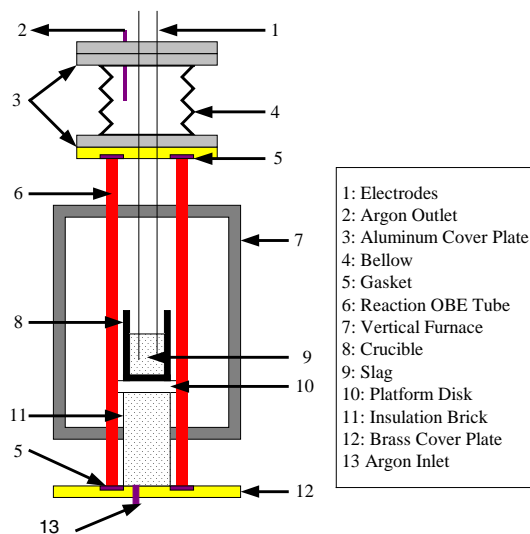 2
1
3
4
5
6
7
8
9
10
11
5
12
13
1: Electrodes
2: Argon Outlet
3: Aluminum Cover Plate
4: Bellow
5: Gasket
6: Reaction OBE Tube
7: Vertical Furnace
8: Crucible
9: Slag
10: Platform Disk
11: Insulation Brick
12: Brass Cover Plate
13 Argon Inlet